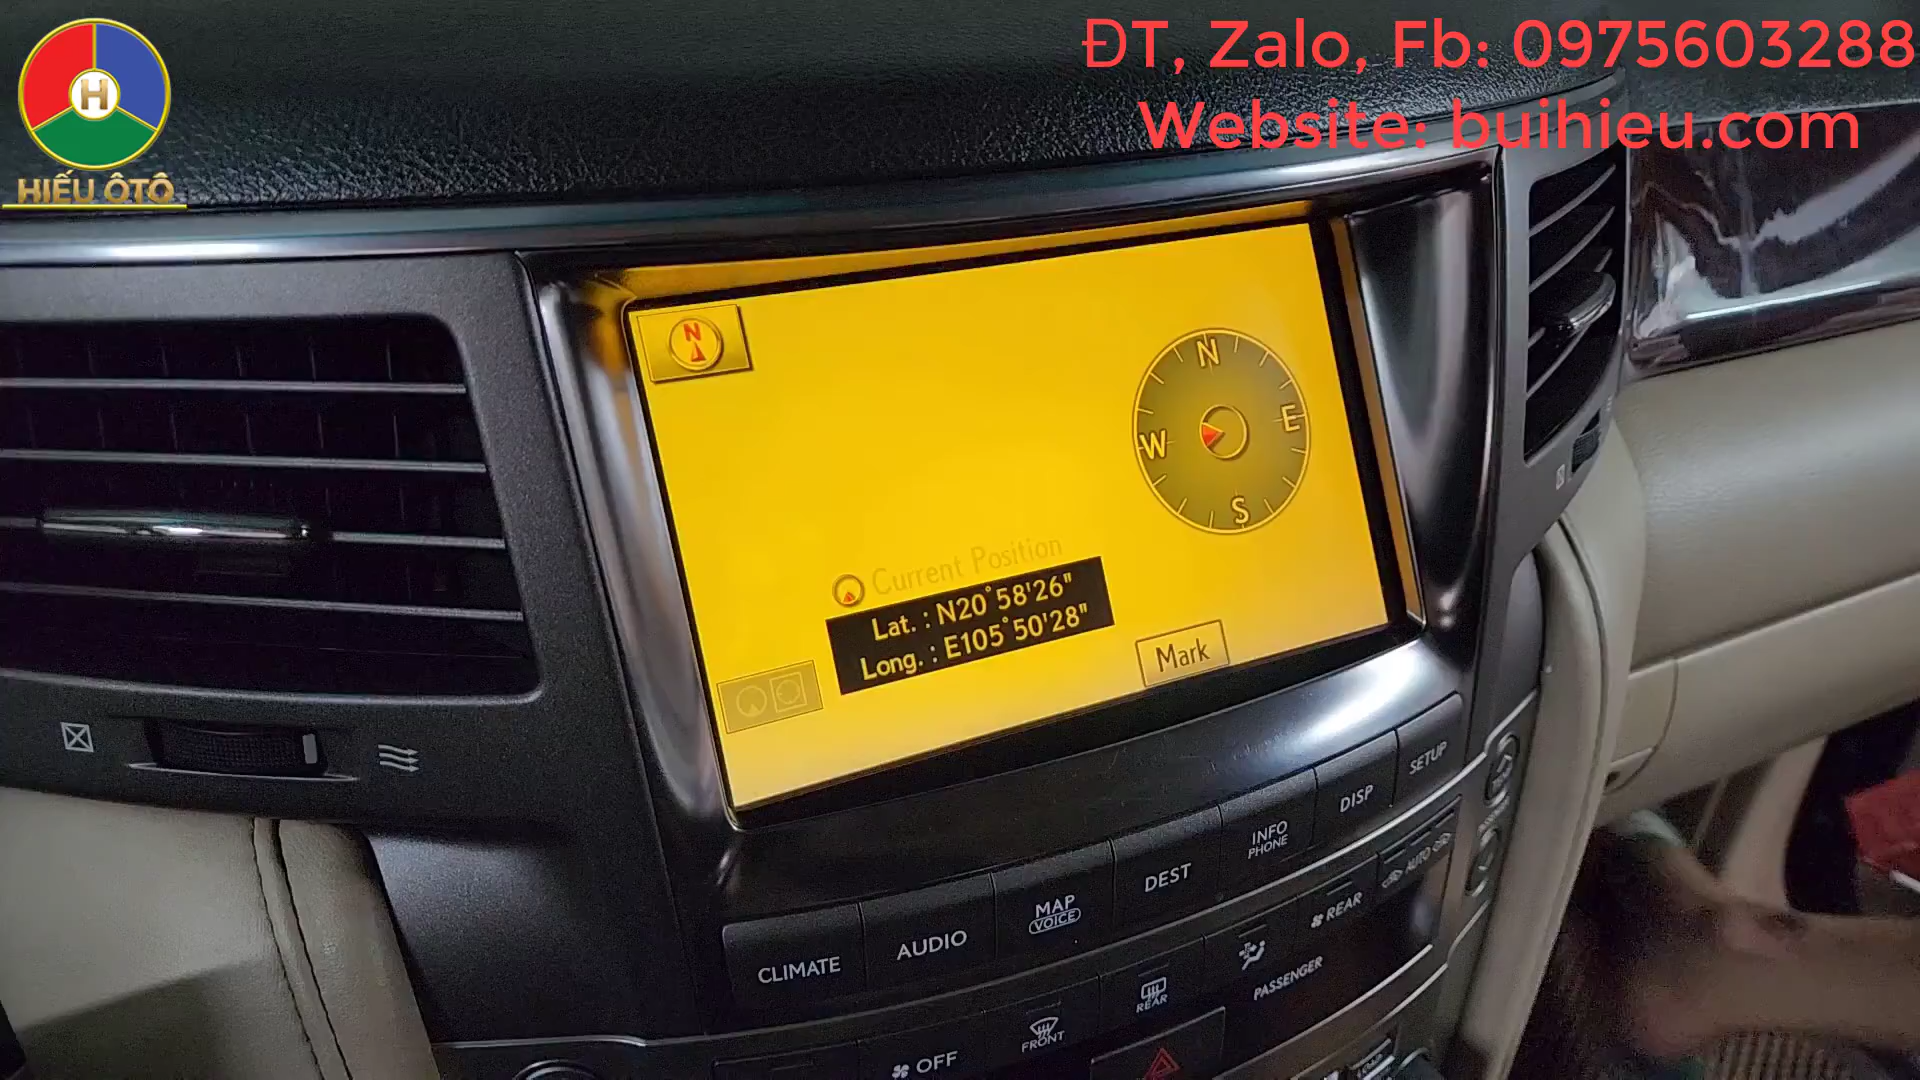 ĐT, Zalo, Fb: 0975603288
Website: buihieu.com
H
HIẾU ÔTÔ
N
N
E
W
S
Current Position
Lat. : N20°58'26"
Long. : E105°50'28"
Mark
CLIMATE
AUDIO
MAP
VOICE
DEST
INFO
PHONE
DISP
SETUP
AUTO
REAR
PASSENGER
REAR
FRONT
OFF